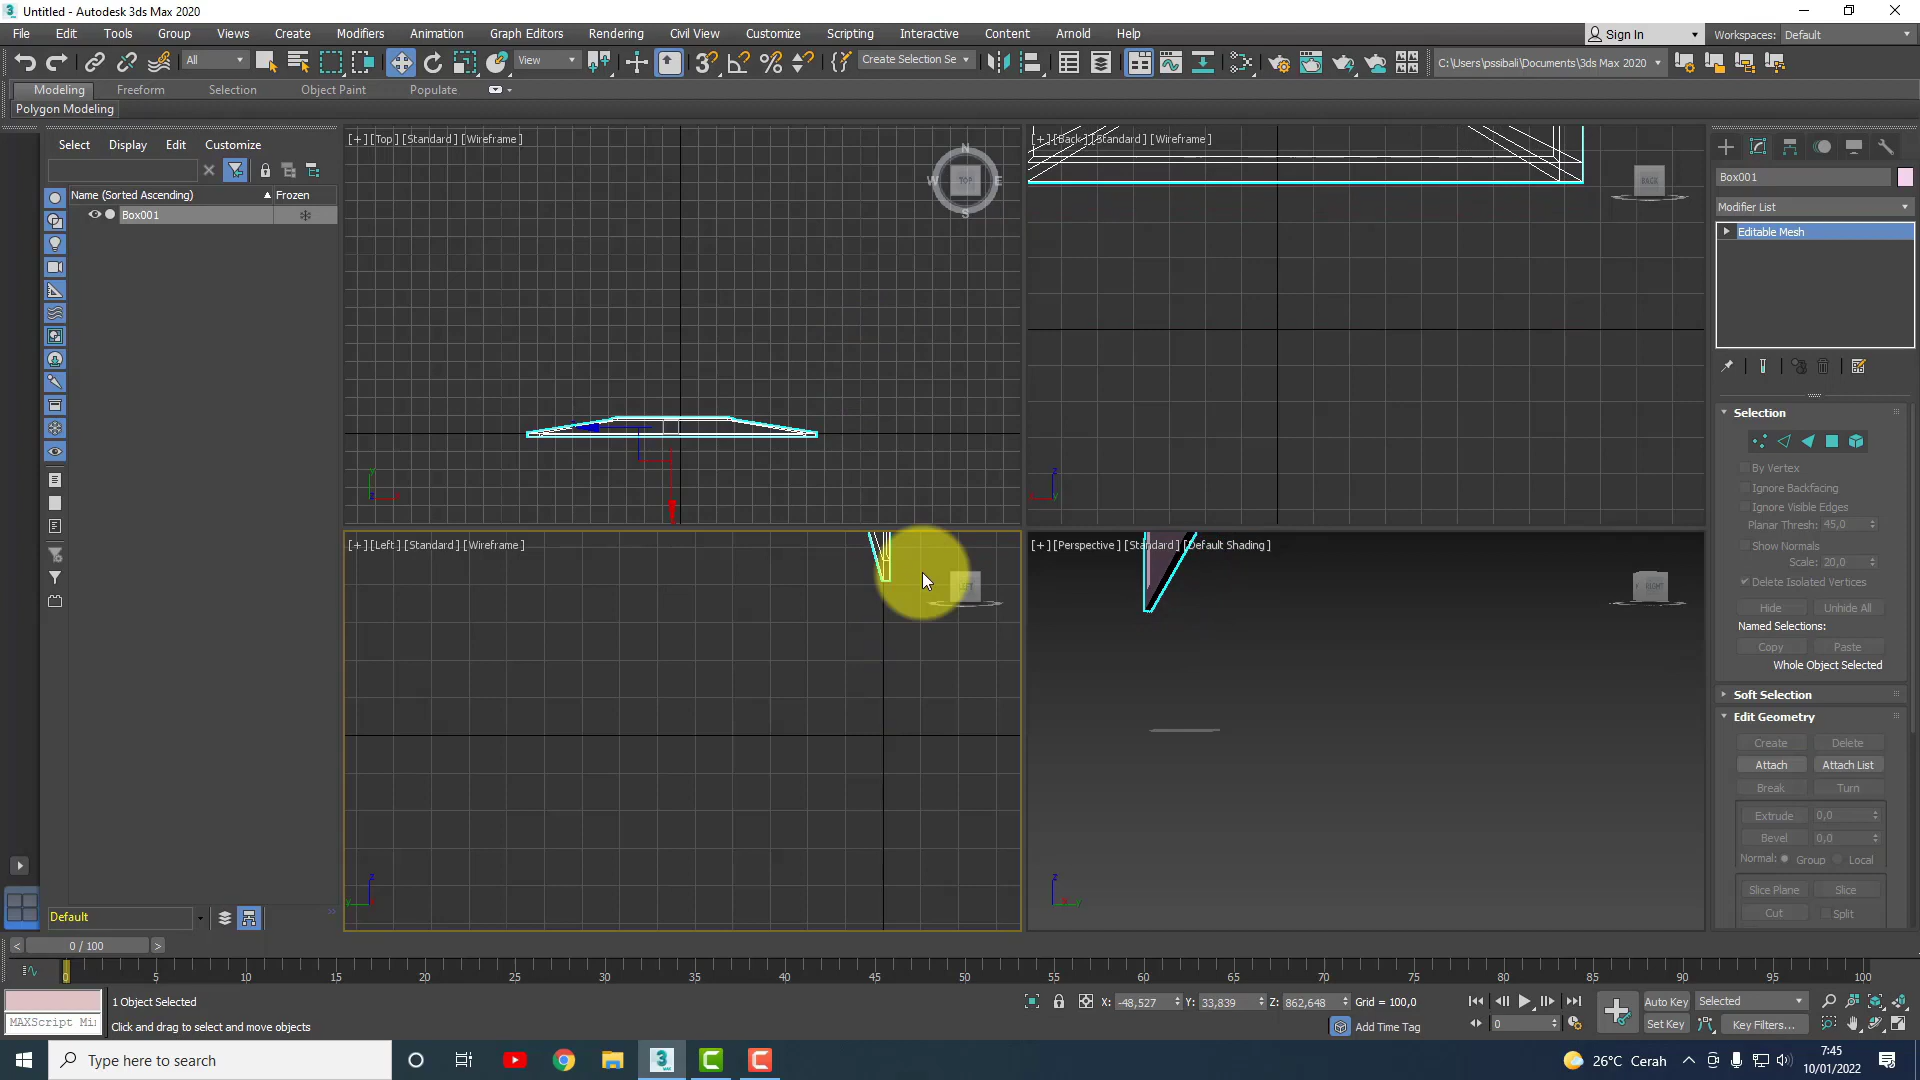 Untitled - Autodesk 3ds Max 2020
File Edit Tools Group Views Create Modifiers Animation Graph Editors Rendering Civil View Customize Scripting Interactive Content Arnold Help Sign In Workspaces: Default
All View Create Selection Se C:\Users\pssibali\Documents\3ds Max 2020
Modeling Freeform Selection Object Paint Populate
Polygon Modeling
Select Display Edit Customize
Name (Sorted Ascending) Frozen
Box001
[+] [Top] [Standard] [Wireframe]
N
W TOP E
S
y
[+] [Back] [Standard] [Wireframe]
BACK
z
[+] [Left] [Standard] [Wireframe]
LEFT
z
y
[+] [Perspective] [Standard] [Default Shading]
RIGHT
z
y
Box001
Modifier List
Editable Mesh
Selection
By Vertex
Ignore Backfacing
Ignore Visible Edges
Planar Thresh: 45,0
Show Normals
Scale: 20,0
Delete Isolated Vertices
Hide Unhide All
Named Selections:
Copy Paste
Whole Object Selected
Soft Selection
Edit Geometry
Create Delete
Attach Attach List
Break Turn
Extrude 0,0
Bevel 0,0
Normal: Group Local
Slice Plane Slice
Cut Split
Default
0 / 100
0 5 10 15 20 25 30 35 40 45 50 55 60 65 70 75 80 85 90 95 100
1 Object Selected
X: -48,527 Y: 33,839 Z: 862,648 Grid = 100,0
Auto Key Selected
MAXScript Mi
Click and drag to select and move objects
Add Time Tag
0
Set Key Key Filters...
Type here to search
3
C
C
26°C Cerah
7:45
10/01/2022